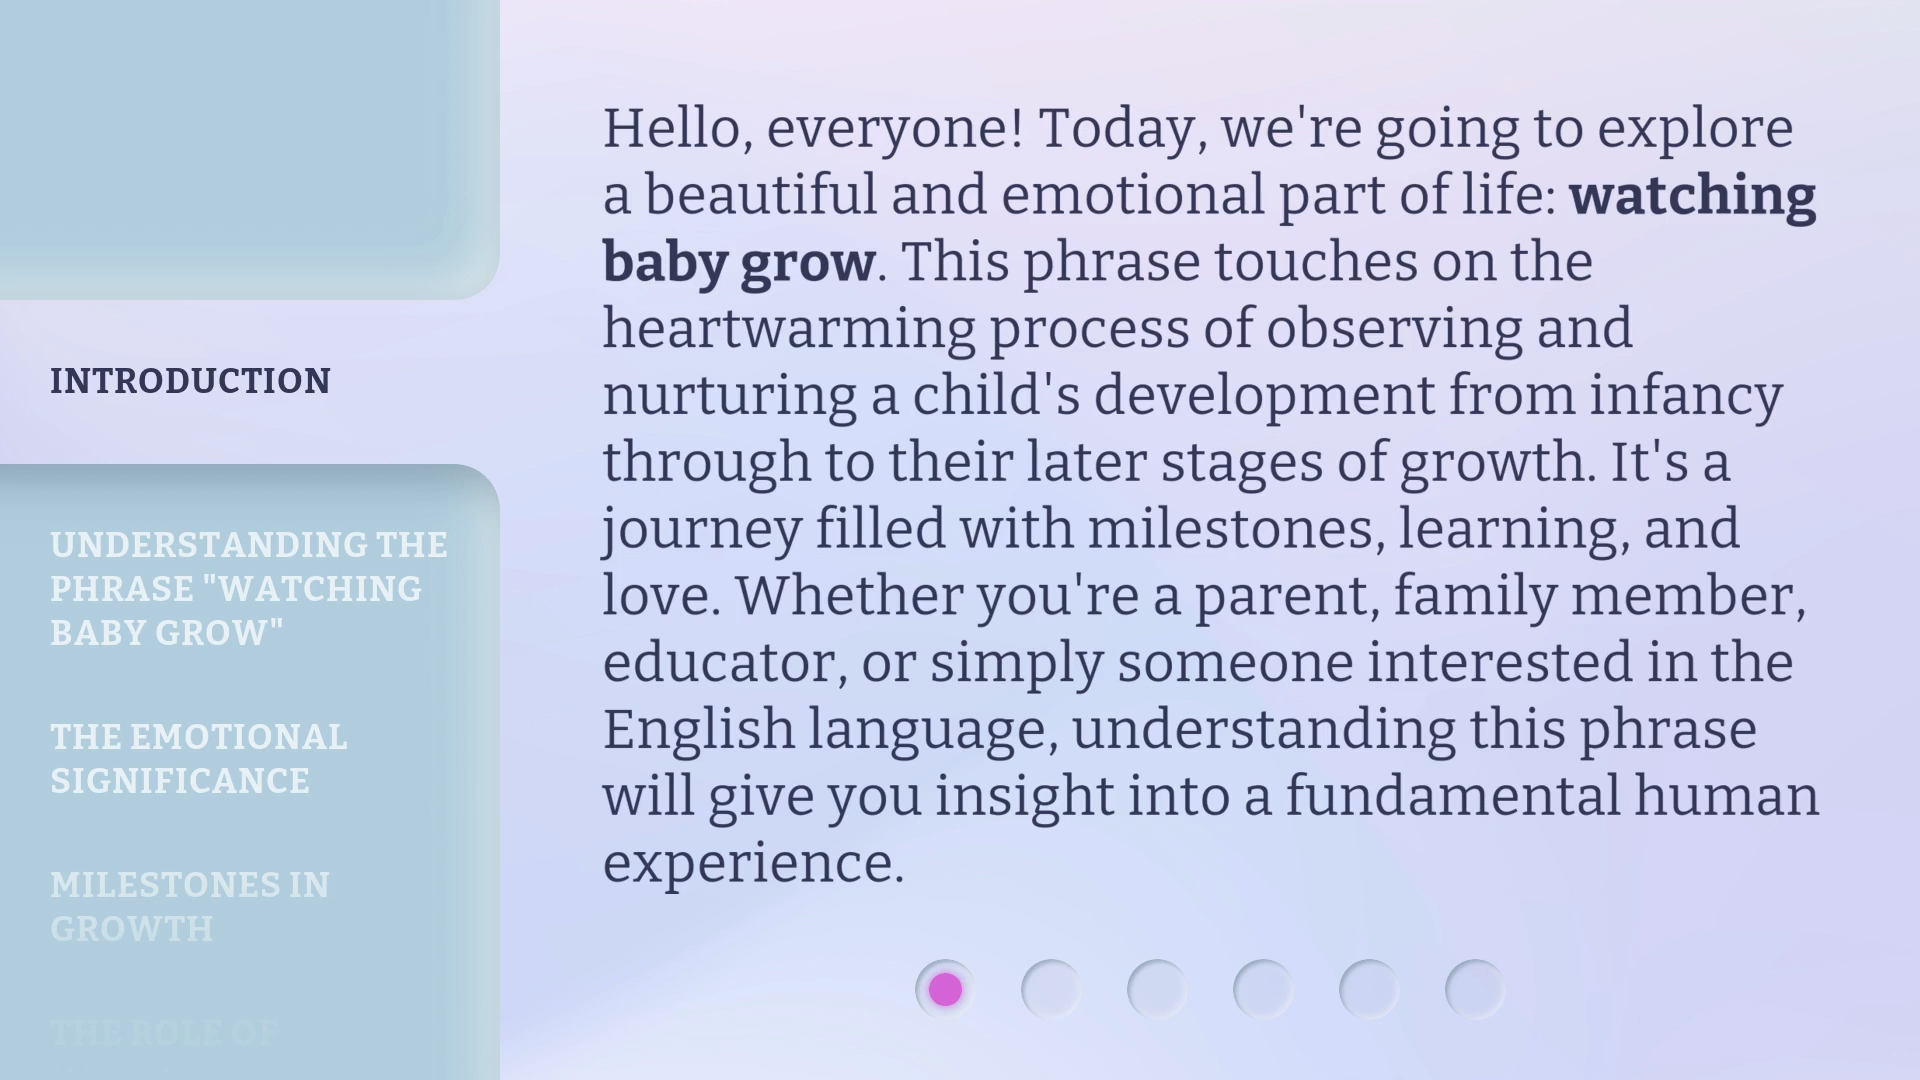 INTRODUCTION
UNDERSTANDING THE
PHRASE "WATCHING
BABY GROW"
THE EMOTIONAL
SIGNIFICANCE
MILESTONES IN
GROWTH
THE ROLE OF
Hello, everyone! Today, we're going to explore
a beautiful and emotional part of life: watching
baby grow. This phrase touches on the
heartwarming process of observing and
nurturing a child's development from infancy
through to their later stages of growth. It's a
journey filled with milestones, learning, and
love. Whether you're a parent, family member,
educator, or simply someone interested in the
English language, understanding this phrase
will give you insight into a fundamental human
experience.